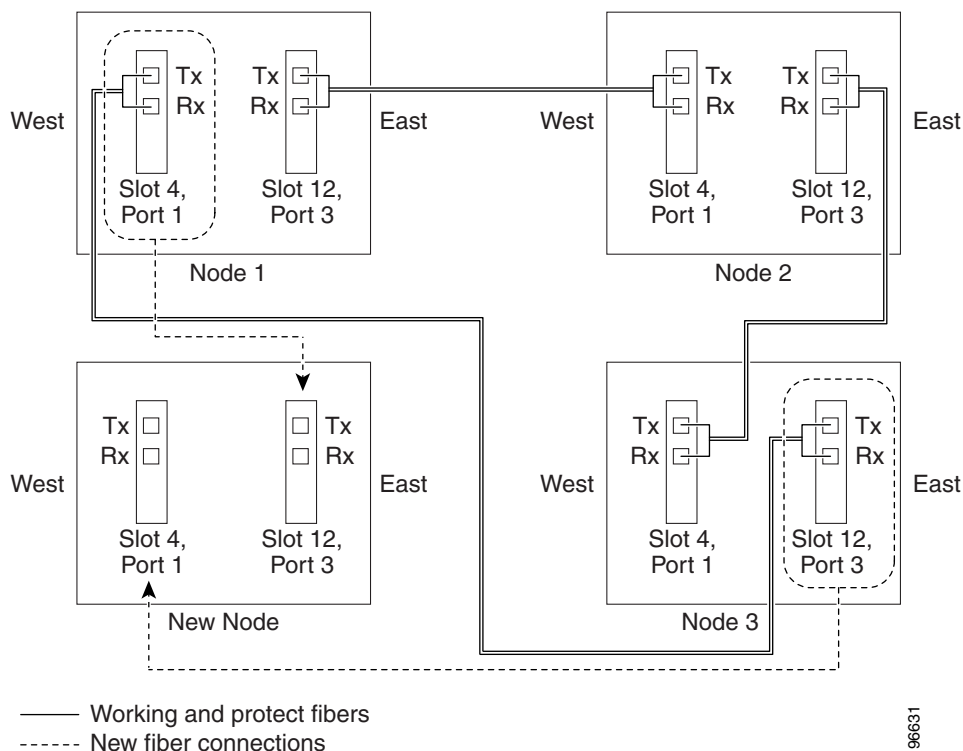 Tx Tx Tx Tx
Rx Rx Rx Rx
West East West East
Slot 4, Slot 12, Slot 4, Slot 12,
Port 1 Port 3 Port 1 Port 3
Node 1 Node 2
Tx Tx Tx Tx
Rx Rx Rx Rx
West East West East
Slot 4, Slot 12, Slot 4, Slot 12,
Port 1 Port 3 Port 1 Port 3
New Node Node 3
Working and protect fibers
New fiber connections
96631